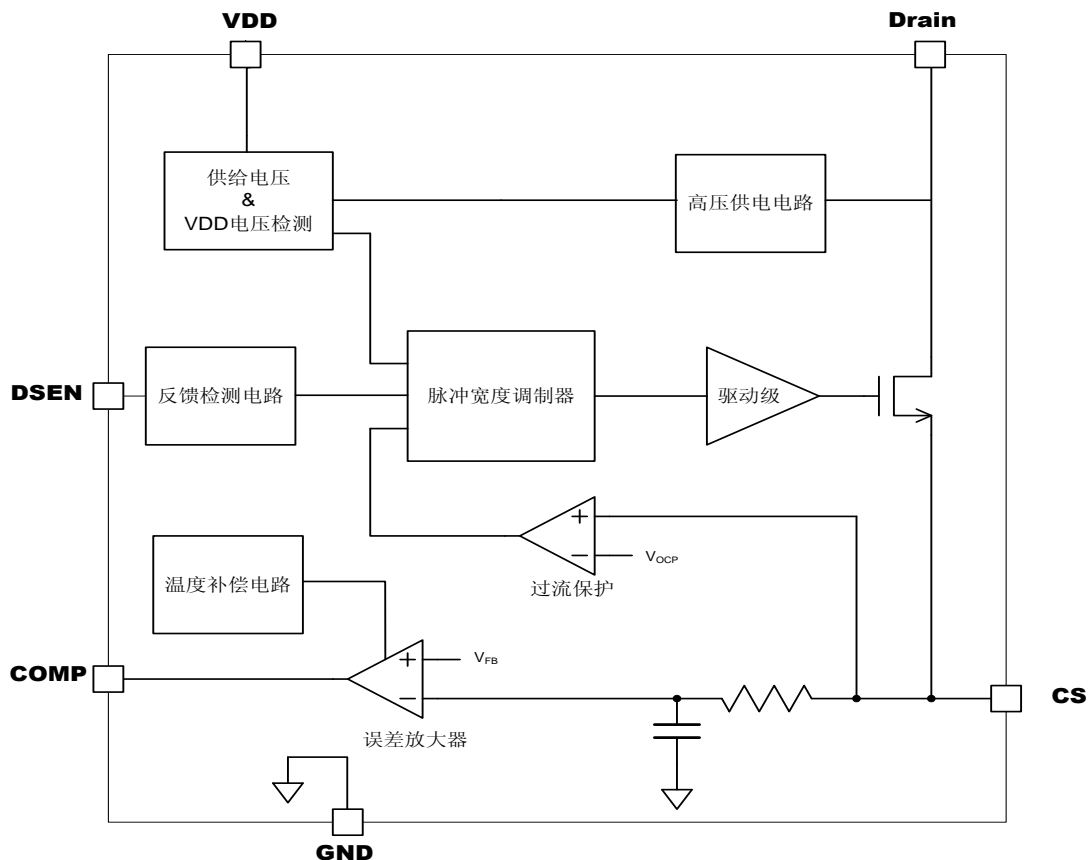 VDD
Drain
供给电压
&
VDD电压检测
高压供电电路
DSEN
反馈检测电路
脉冲宽度调制器
驱动级
+
−
VOCP
过流保护
温度补偿电路
COMP
+
−
VFB
误差放大器
CS
GND